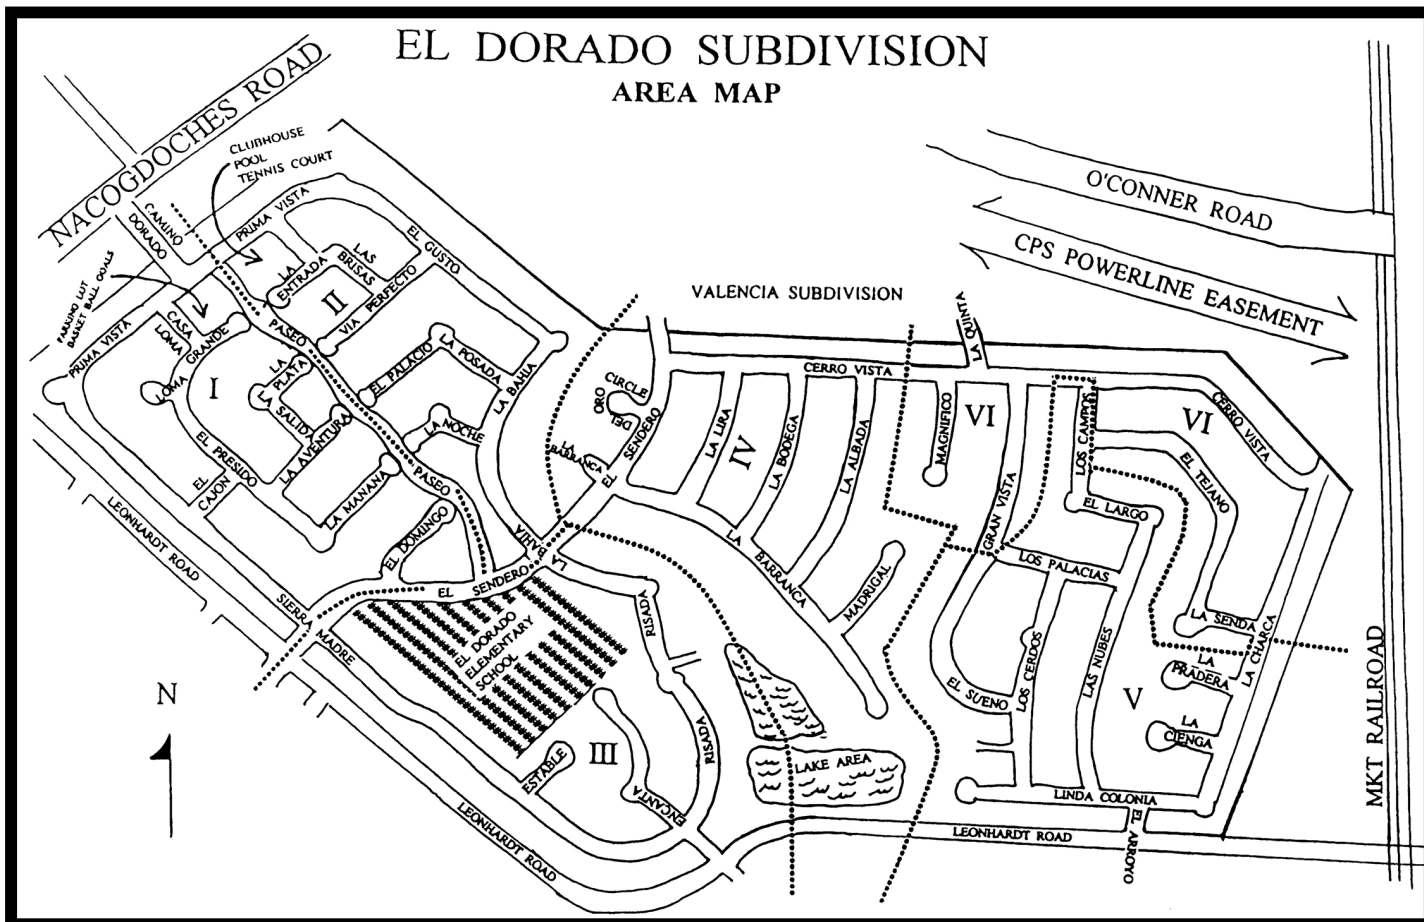 EL DORADO SUBDIVISION
AREA MAP
NACOGDOCHES ROAD
CLUBHOUSE
POOL
TENNIS COURT
O'CONNER ROAD
CPS POWERLINE EASEMENT
VALENCIA SUBDIVISION
CAMINO
DORADO
PRIMA VISTA
LA
ENTRADA
LAS
BRISAS
EL GUSTO
VIA PERFECTO
II
PARKING LOT
BASKET BALL GOALS
PRIMA VISTA
CASA
LOMA
LOMA GRANDE
PASEO
I
LA
PLATA
LA SALIDA
LA AVENTURA
EL PALACIO
LA POSADA
LA BAHIA
LA NOCHE
EL PRESIDO
EL
CAJON
LA MANANA
PASEO
EL DOMINGO
LEONHARDT ROAD
SIERRA
MADRE
EL SENDERO
LA BAHIA
EL DORADO
ELEMENTARY
SCHOOL
RISADA
RISADA
III
ESTABLE
ENCANTA
LEONHARDT ROAD
N
ORO
CIRCLE
DEL
LA
BARRANCA
EL SENDERO
CERRO VISTA
LA LIRA
IV
LA BODEGA
LA ALBADA
LA BARRANCA
MADRIGAL
LAKE AREA
LA QUINTA
MAGNIFICO
VI
GRAN VISTA
LOS CAMPOS
VI
CERRO VISTA
EL TEJANO
EL LARGO
LOS PALACIAS
EL SUENO
LOS CERDOS
LAS NUBES
V
LA SENDA
LA
PRADERA
LA
CIENGA
LA CHARCA
LINDA COLONIA
EL ARROYO
LEONHARDT ROAD
MKT RAILROAD